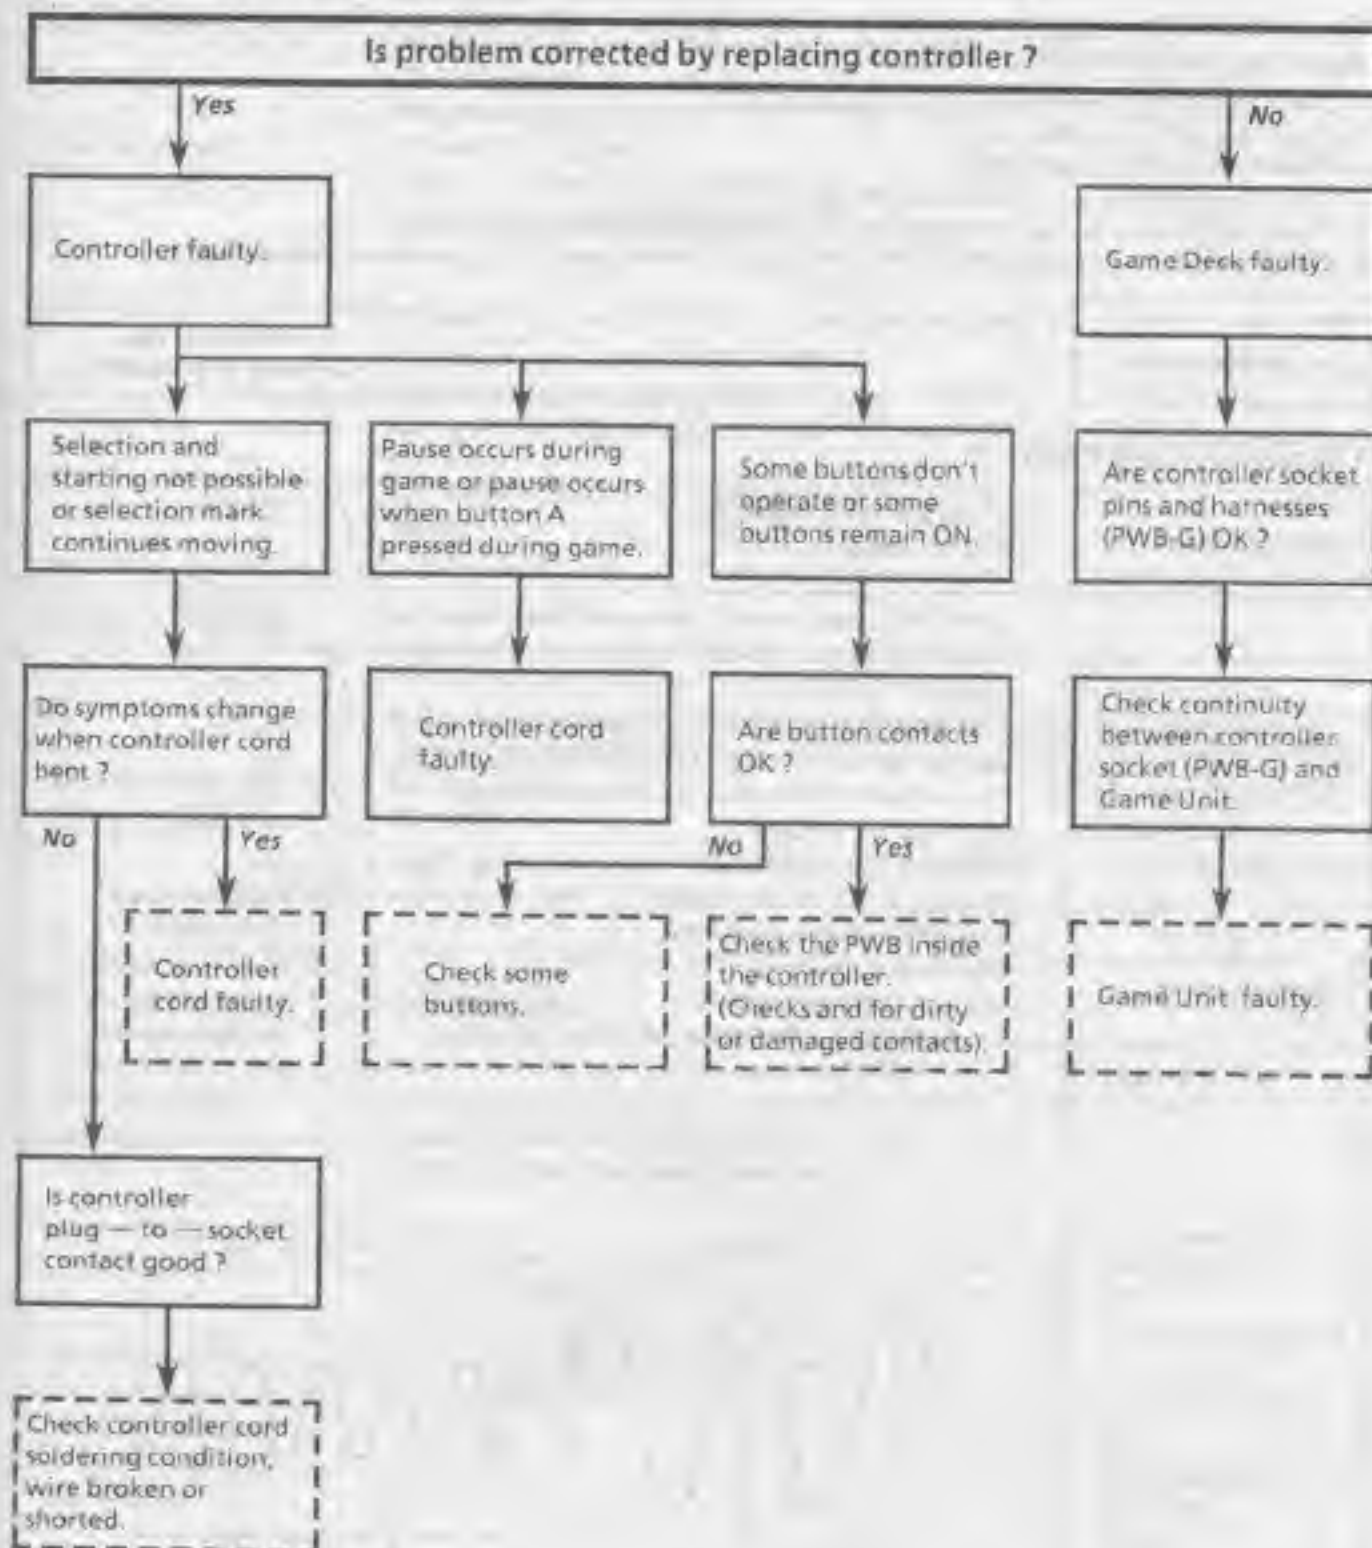 Is problem corrected by replacing controller ?
Yes
No
Controller faulty.
Game Deck faulty.
Selection and
starting not possible
or selection mark
continues moving.
Pause occurs during
game or pause occurs
when button A
pressed during game.
Some buttons don't
operate or some
buttons remain ON.
Are controller socket
pins and harnesses
(PWB-G) OK ?
Do symptoms change
when controller cord
bent ?
Controller cord
faulty.
Are button contacts
OK ?
Check continuity
between controller
socket (PWB-G) and
Game Unit.
No
Yes
No
Yes
Controller
cord faulty.
Check some
buttons.
Check the PWB inside
the controller.
(Checks and for dirty
or damaged contacts).
Game Unit faulty.
Is controller
plug — to — socket
contact good ?
Check controller cord
soldering condition,
wire broken or
shorted.